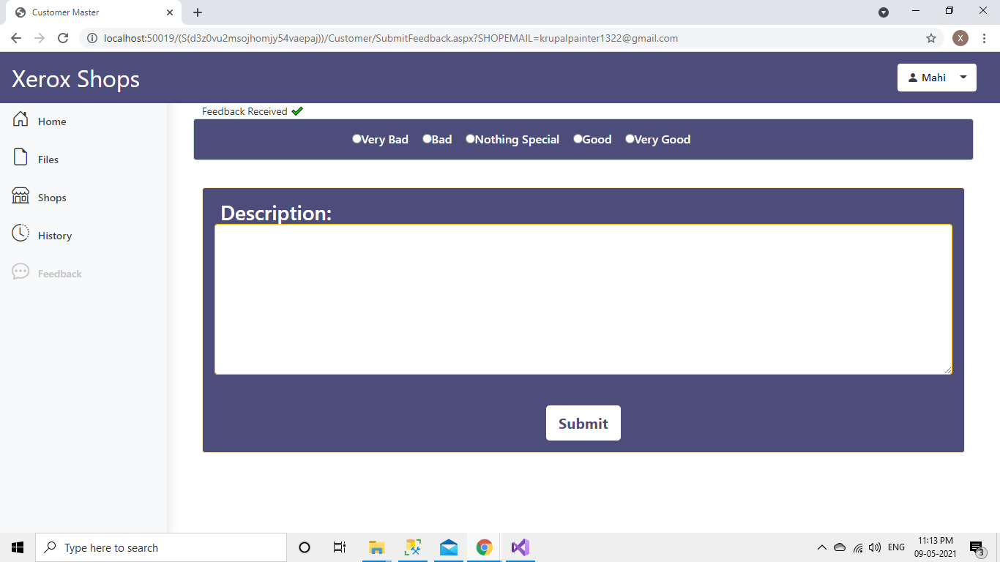 Customer Master
localhost:50019/(S(d3z0vu2msojhomjy54vaepaj))/Customer/SubmitFeedback.aspx?SHOPEMAIL=krupalpainter1322@gmail.com
X
Xerox Shops
Mahi
Home
Files
Shops
History
Feedback
Feedback Received
Very Bad Bad Nothing Special Good Very Good
Description:
Submit
Type here to search
ENG
11:13 PM
09-05-2021
3